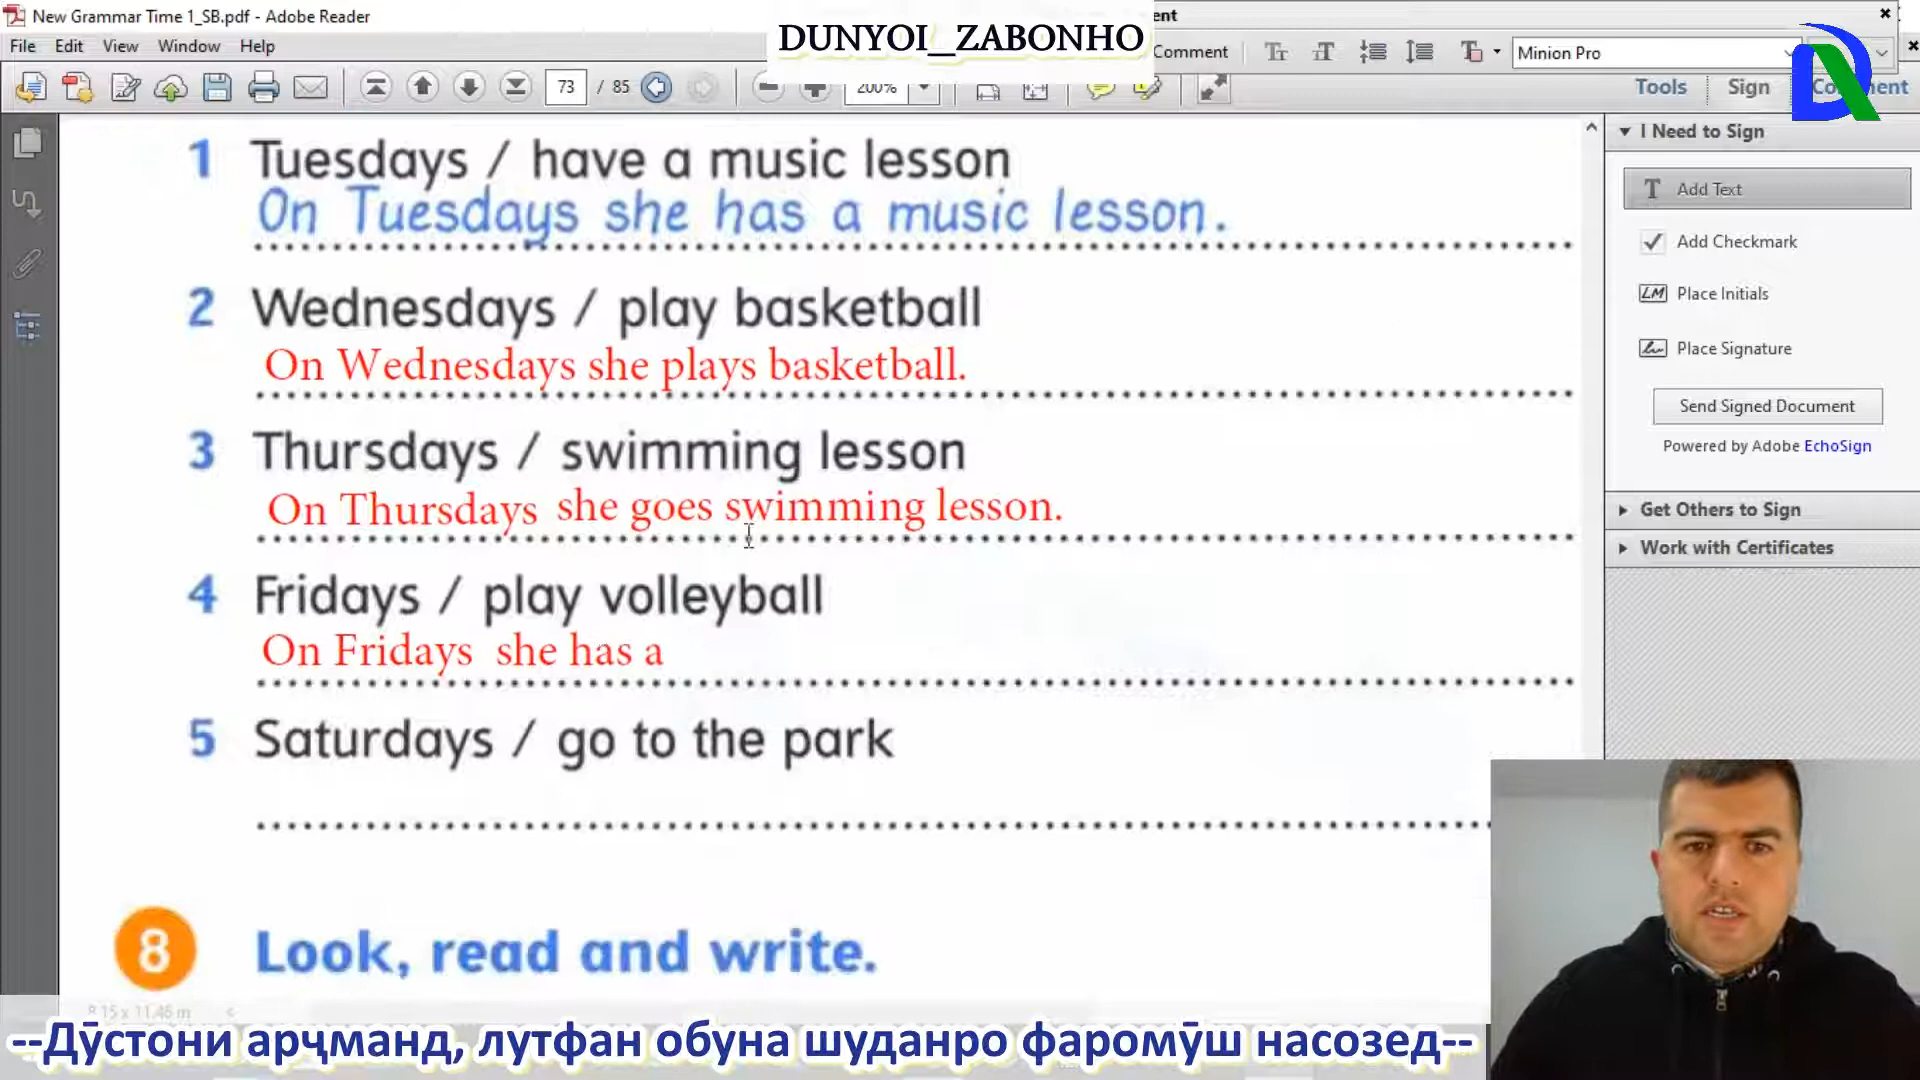 New Grammar Time 1_SB.pdf - Adobe Reader
DUNYOI_ZABONHO
File Edit View Window Help
Comment
Minion Pro
73 / 85
200%
Tools Sign
I Need to Sign
Add Text
Add Checkmark
Place Initials
Place Signature
Send Signed Document
Powered by Adobe EchoSign
Get Others to Sign
Work with Certificates
1 Tuesdays / have a music lesson
On Tuesdays she has a music lesson.
2 Wednesdays / play basketball
On Wednesdays she plays basketball.
3 Thursdays / swimming lesson
On Thursdays she goes swimming lesson.
4 Fridays / play volleyball
On Fridays she has a
5 Saturdays / go to the park
8 Look, read and write.
--Дӯстони арҷманд, лутфан обуна шуданро фаромӯш насозед--